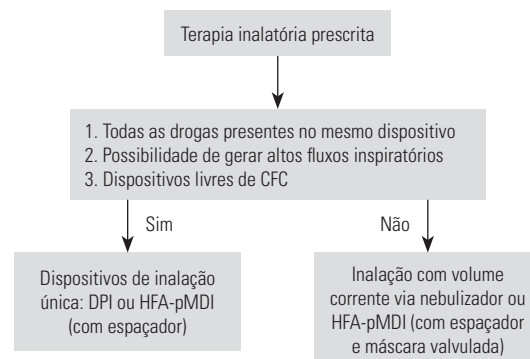 Terapia inalatória prescrita
1. Todas as drogas presentes no mesmo dispositivo
2. Possibilidade de gerar altos fluxos inspiratórios
3. Dispositivos livres de CFC
Sim
Não
Dispositivos de inalação
única: DPI ou HFA-pMDI
(com espaçador)
Inalação com volume
corrente via nebulizador ou
HFA-pMDI (com espaçador
e máscara valvulada)